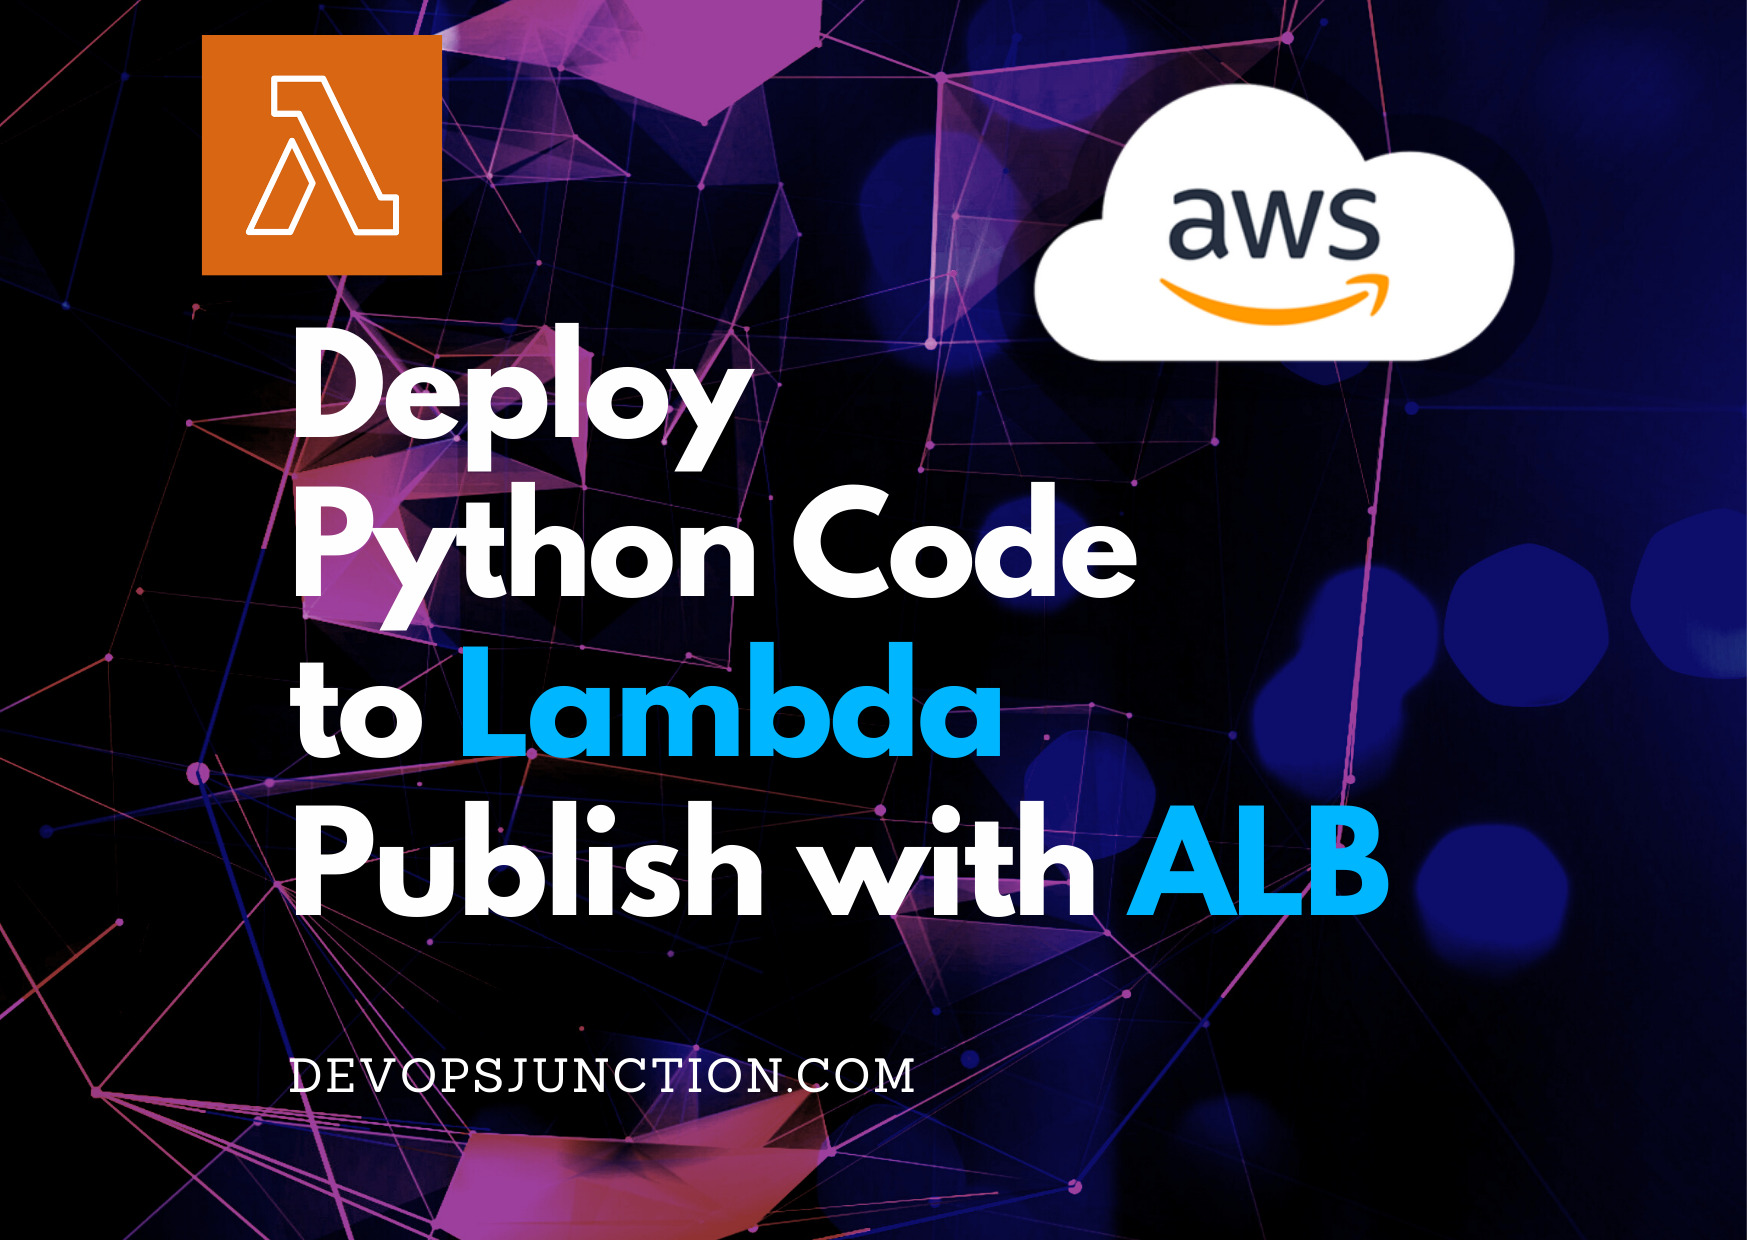 aws
Deploy
Python Code
to Lambda
Publish with ALB
DEVOPSJUNCTION.COM